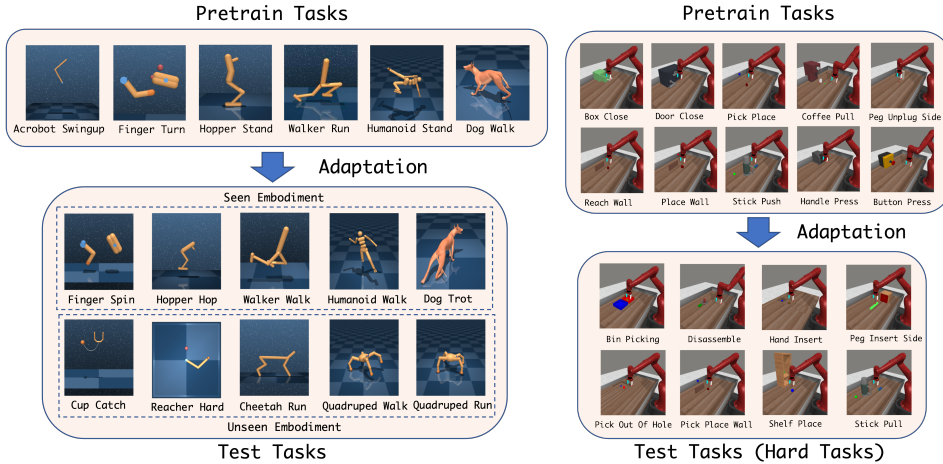 Pretrain Tasks
Acrobot Swingup Finger Turn Hopper Stand Walker Run Humanoid Stand Dog Walk
Adaptation
Seen Embodiment
Finger Spin Hopper Hop Walker Walk Humanoid Walk Dog Trot
Cup Catch Reacher Hard Cheetah Run Quadruped Walk Quadruped Run
Unseen Embodiment
Test Tasks
Pretrain Tasks
Box Close Door Close Pick Place Coffee Pull Peg Unplug Side
Reach Wall Place Wall Stick Push Handle Press Button Press
Adaptation
Bin Picking Disassemble Hand Insert Peg Insert Side
Pick Out Of Hole Pick Place Wall Shelf Place Stick Pull
Test Tasks (Hard Tasks)